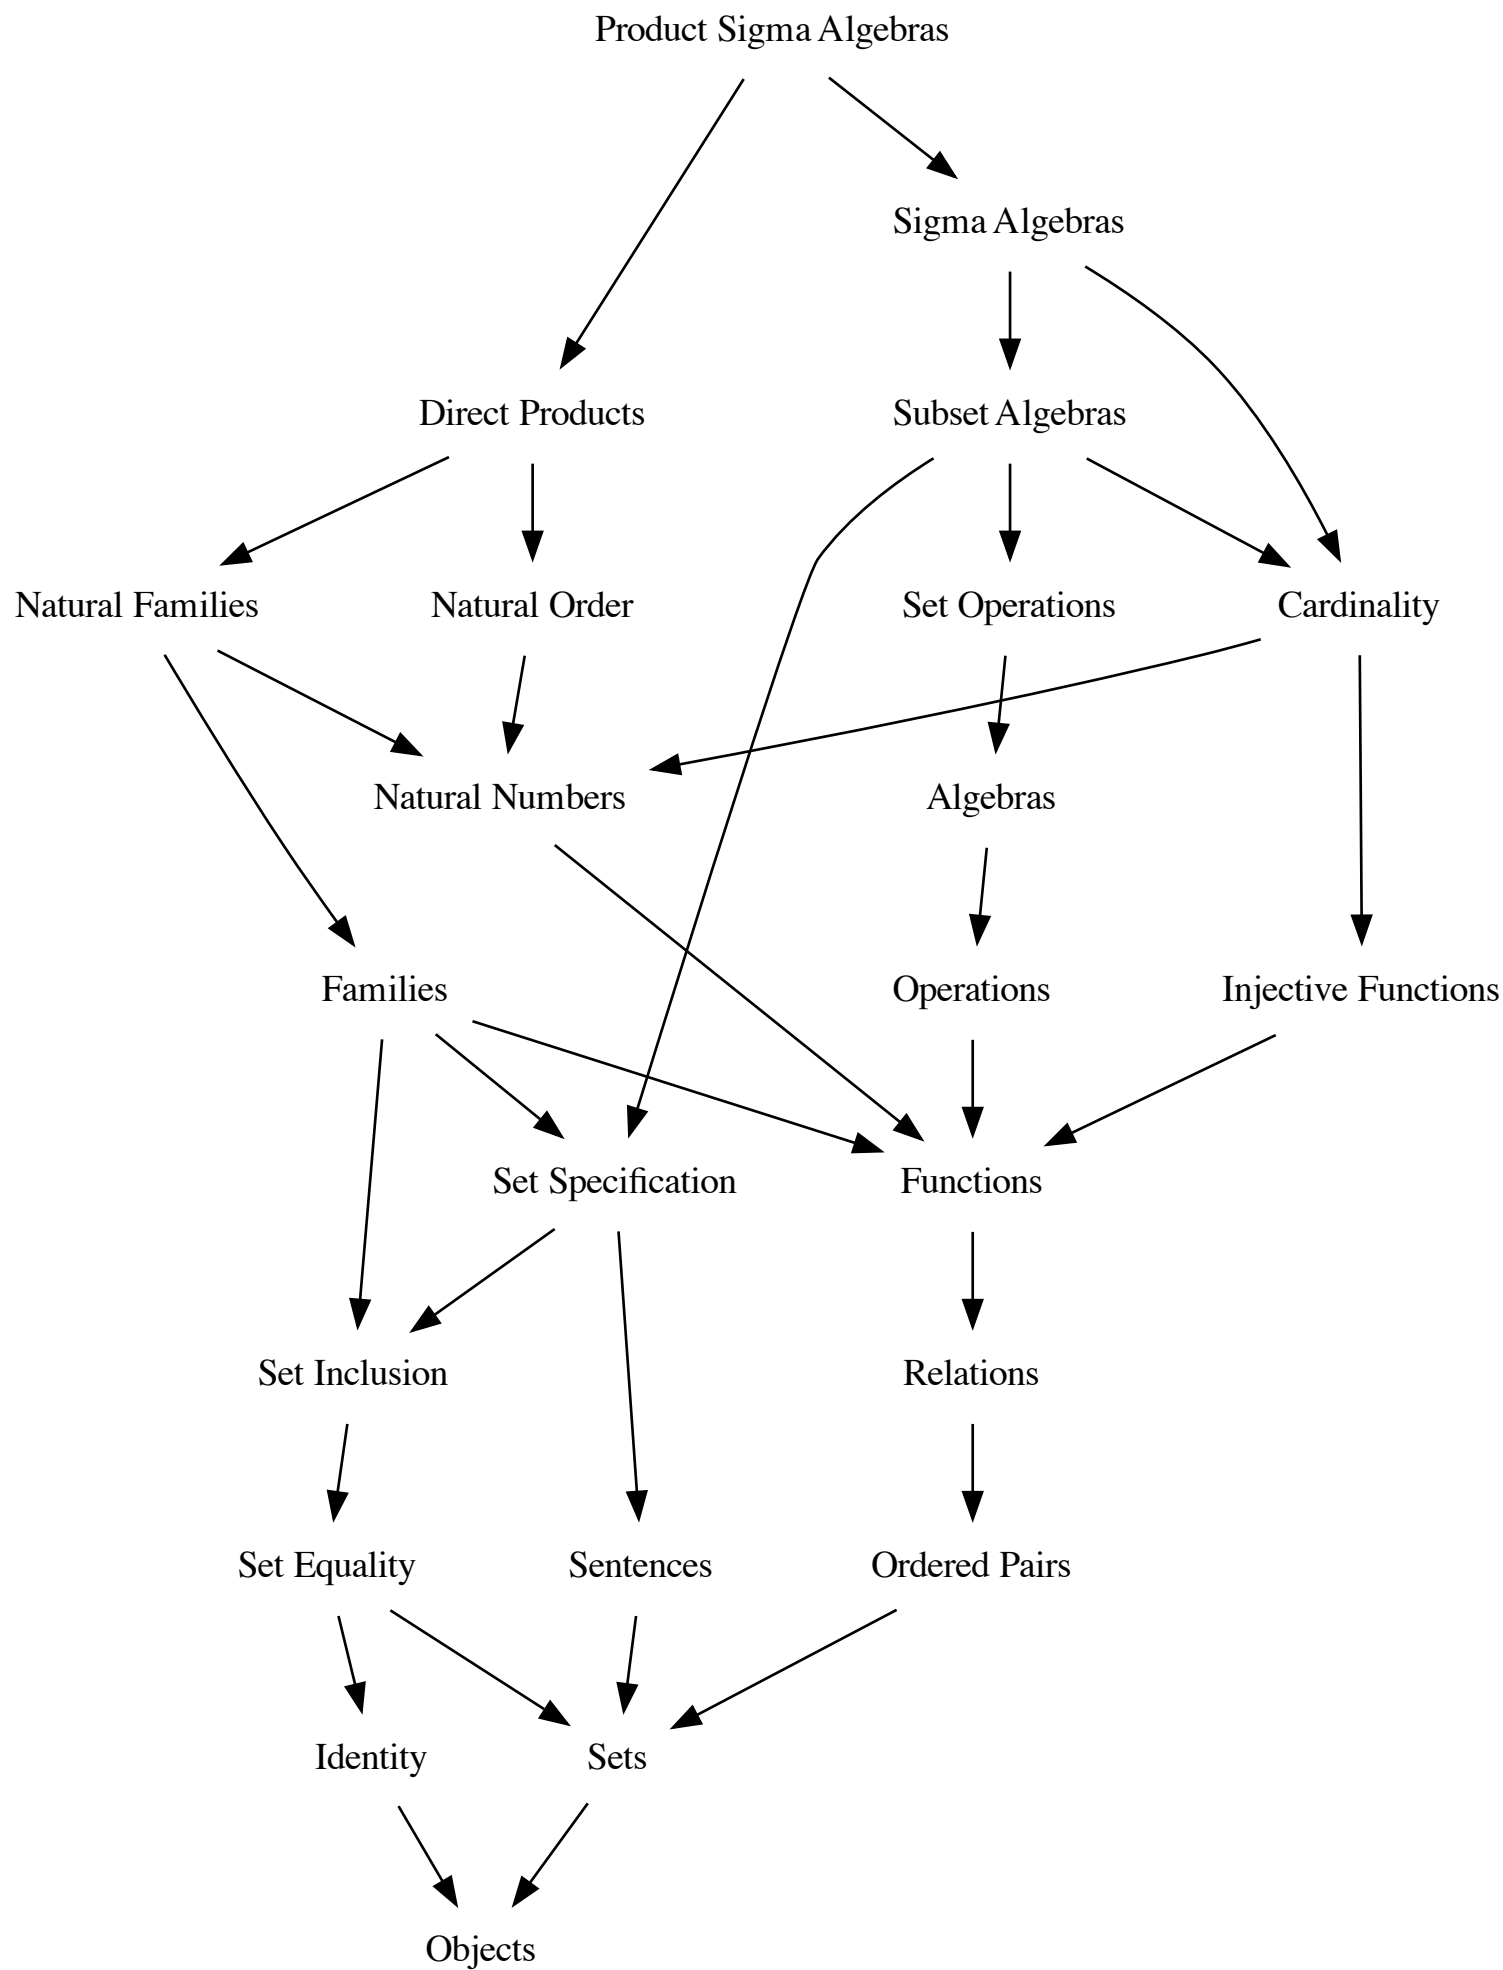 Product Sigma Algebras
Sigma Algebras
Direct Products
Subset Algebras
Natural Families
Natural Order
Set Operations
Cardinality
Natural Numbers
Algebras
Families
Operations
Injective Functions
Set Specification
Functions
Set Inclusion
Relations
Set Equality
Sentences
Ordered Pairs
Identity
Sets
Objects